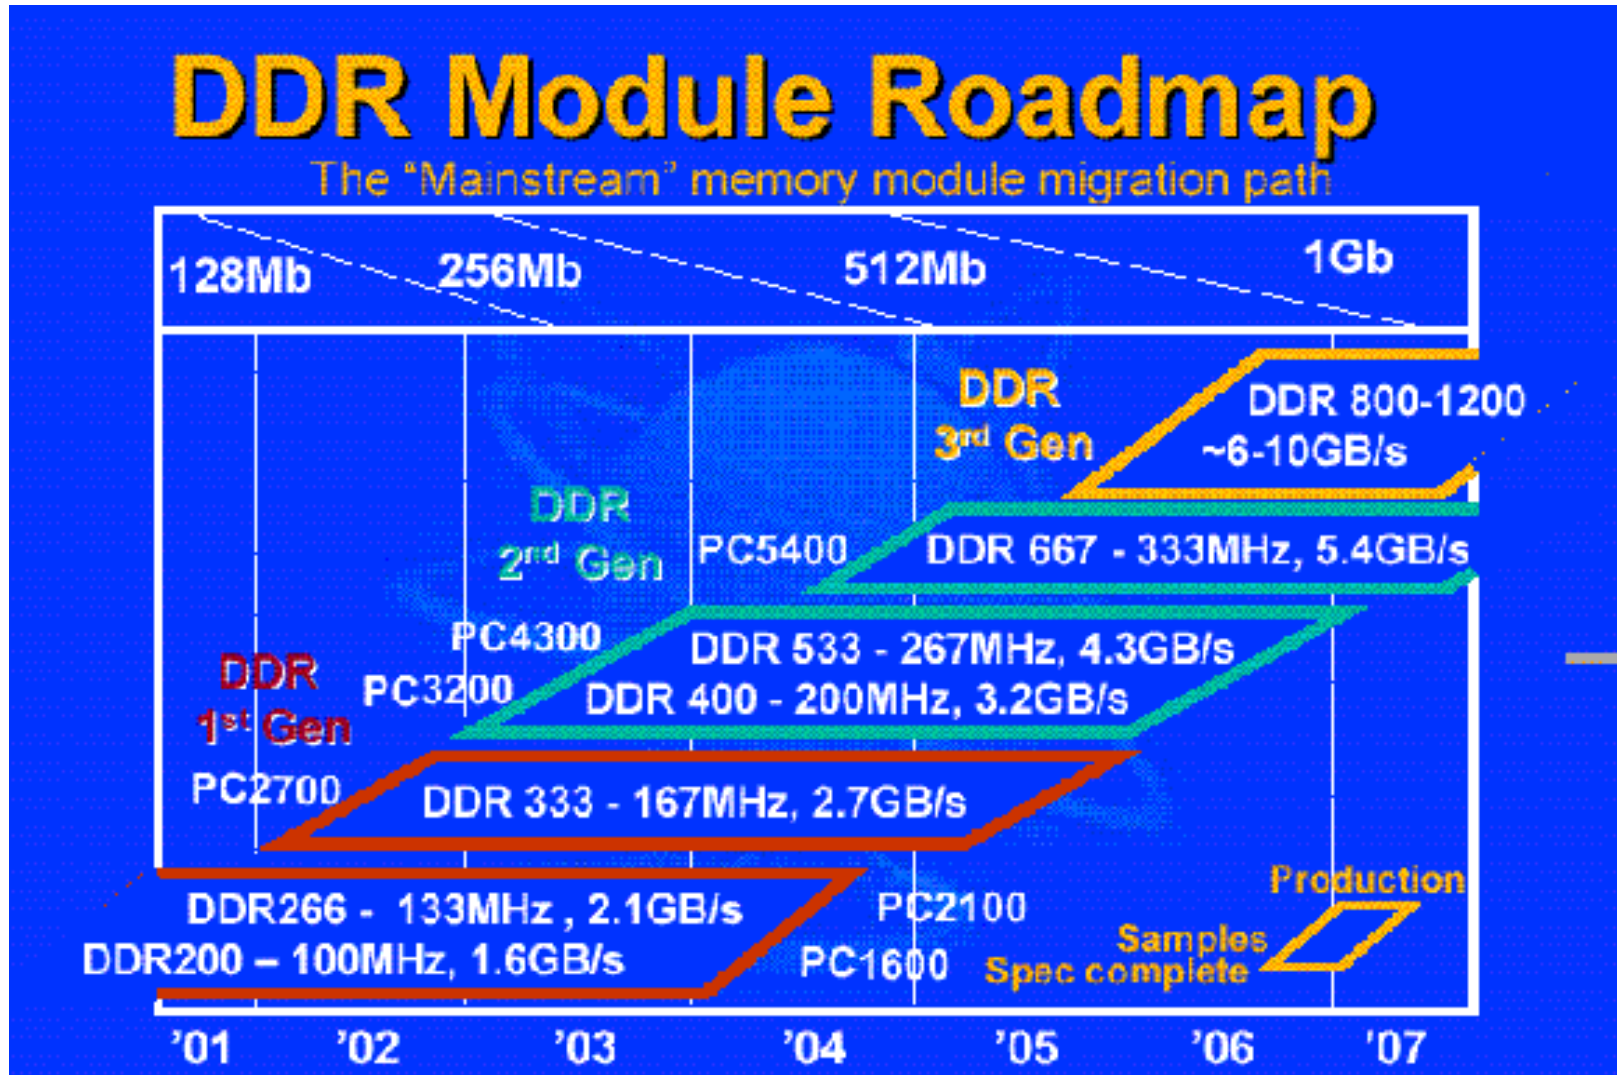 DDR Module Roadmap
The “Mainstream” memory module migration path
128Mb 256Mb 512Mb 1Gb
DDR
3rd Gen
DDR 800-1200
~6-10GB/s
DDR
2nd Gen
PC5400
DDR 667 - 333MHz, 5.4GB/s
PC4300
PC3200
DDR 533 - 267MHz, 4.3GB/s
DDR 400 - 200MHz, 3.2GB/s
DDR
1st Gen
PC2700
DDR 333 - 167MHz, 2.7GB/s
DDR266 - 133MHz , 2.1GB/s
PC2100
DDR200 – 100MHz, 1.6GB/s
PC1600
Production
Samples
Spec complete
’01 ’02 ’03 ’04 ’05 ’06 ’07